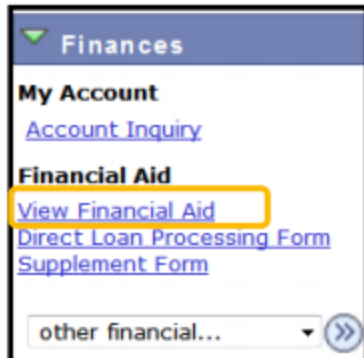 Finances
My Account
Account Inquiry
Financial Aid
View Financial Aid
Direct Loan Processing Form
Supplement Form
other financial...